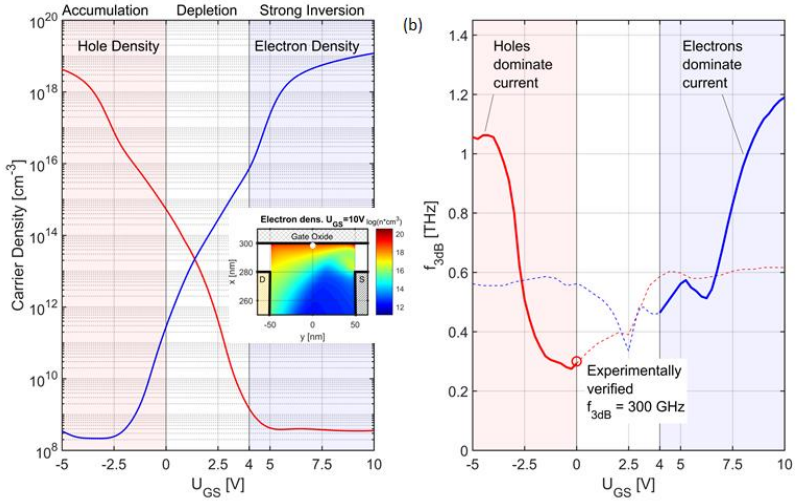 Accumulation Depletion Strong Inversion
10^20
10^18
10^16
10^14
10^12
10^10
10^8
Carrier Density [cm^-3]
Hole Density
Electron Density
Electron dens. U_GS=10V log(n*cm^3)
Gate Oxide
300
280
260
x [nm]
D
S
-50 0 50
y [nm]
20
18
16
14
12
-5 -2.5 0 2.5 4 5 7.5 10
U_GS [V]
(b)
1.4
1.2
1
0.8
0.6
0.4
0.2
0
f_3dB [THz]
Holes
dominate
current
Electrons
dominate
current
Experimentally
verified
f_3dB = 300 GHz
-5 -2.5 0 2.5 4 5 7.5 10
U_GS [V]